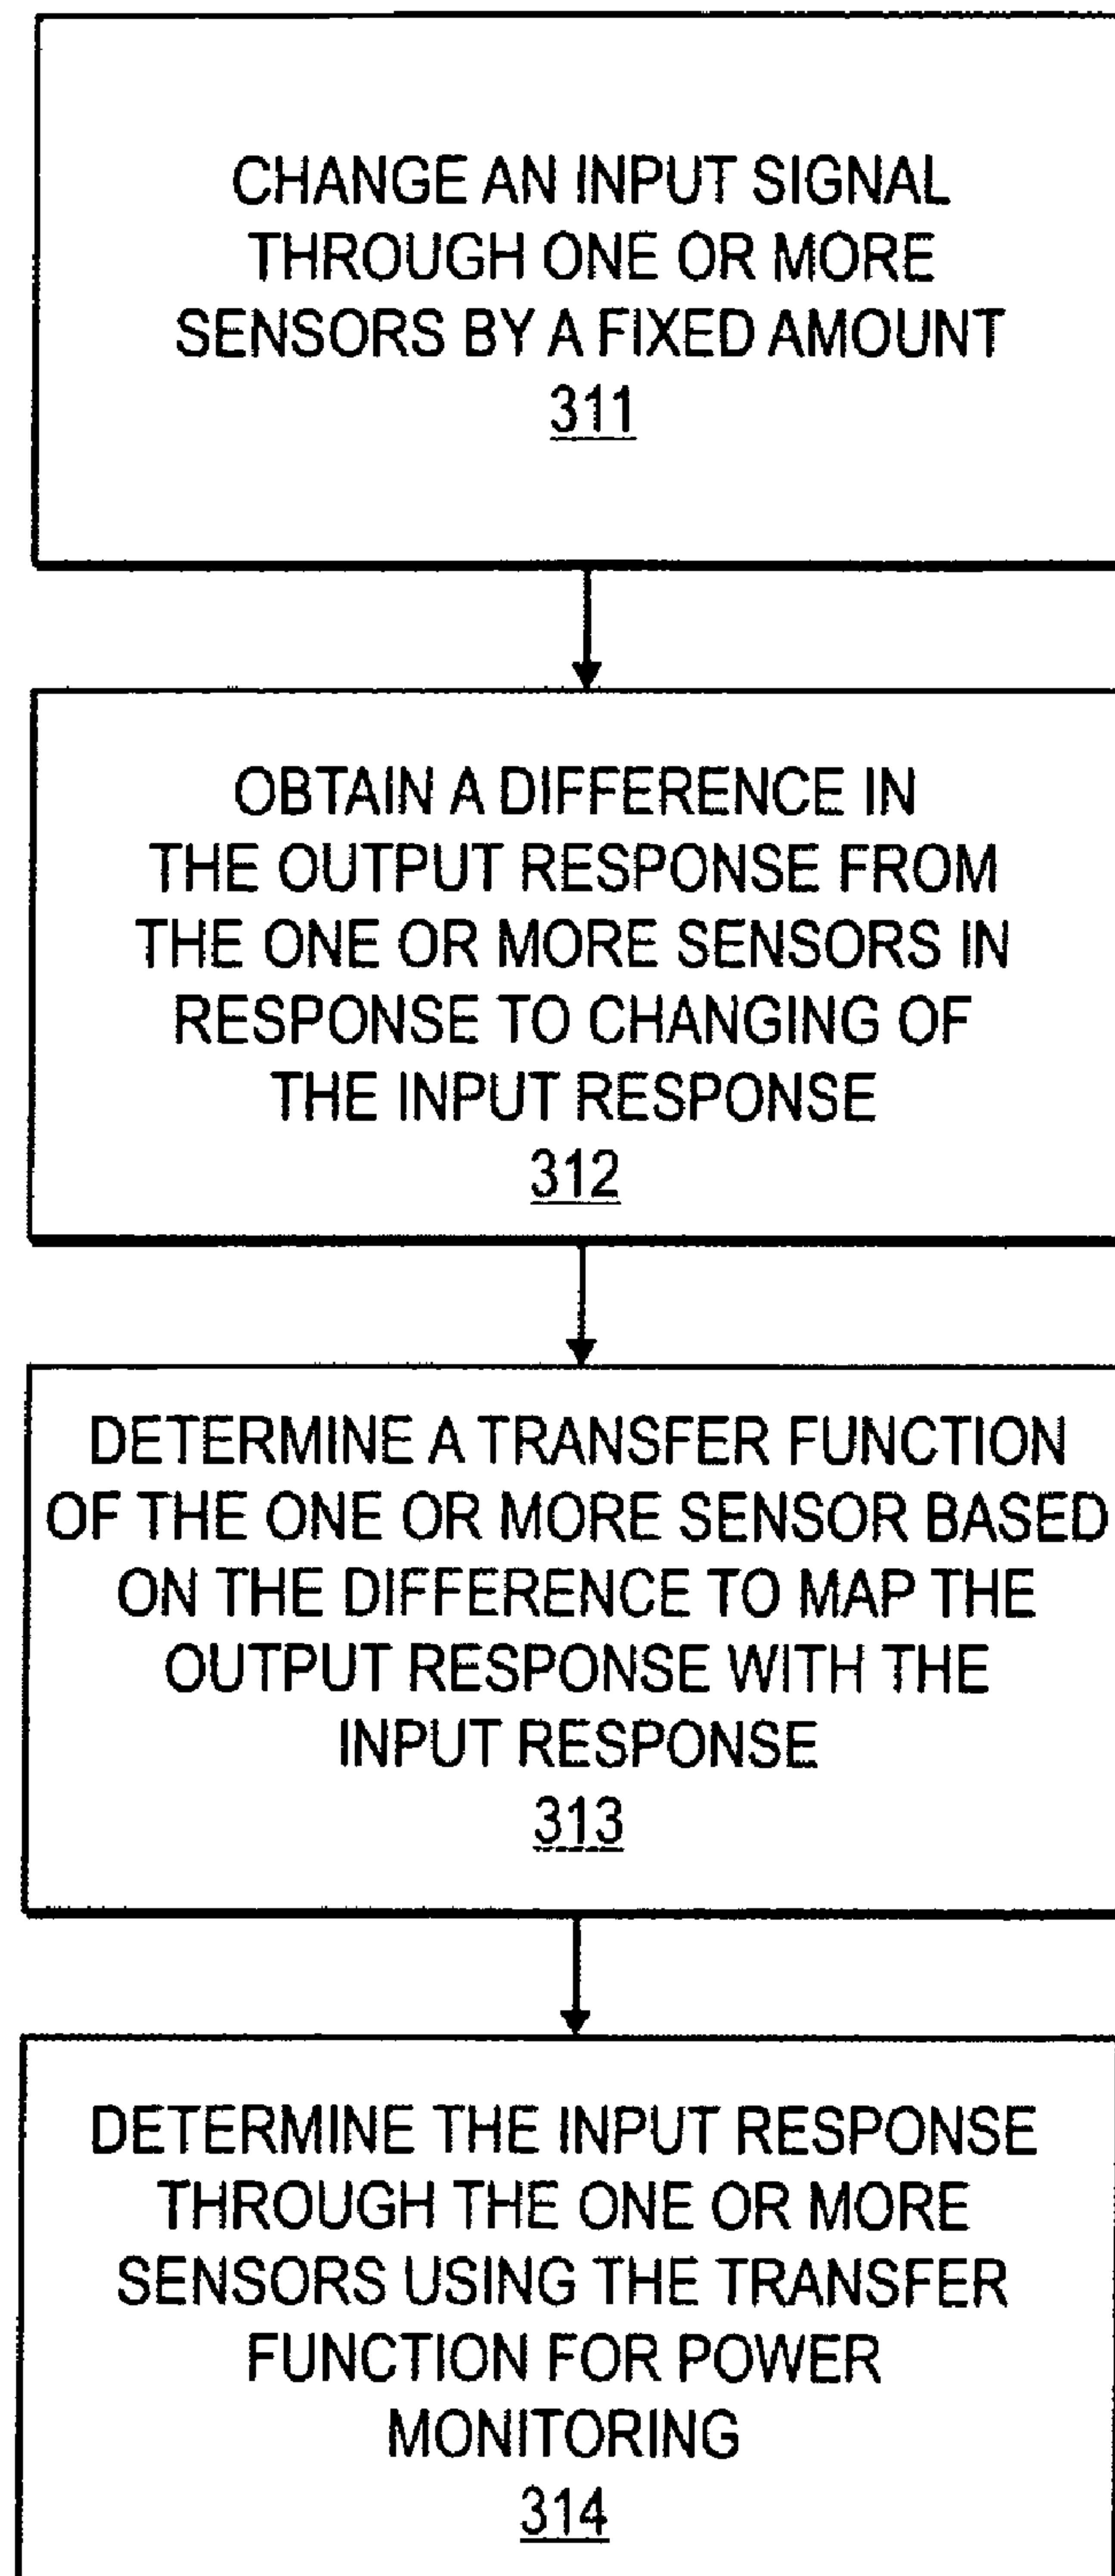 CHANGE AN INPUT SIGNAL
THROUGH ONE OR MORE
SENSORS BY A FIXED AMOUNT
311
OBTAIN A DIFFERENCE IN
THE OUTPUT RESPONSE FROM
THE ONE OR MORE SENSORS IN
RESPONSE TO CHANGING OF
THE INPUT RESPONSE
312
DETERMINE A TRANSFER FUNCTION
OF THE ONE OR MORE SENSOR BASED
ON THE DIFFERENCE TO MAP THE
OUTPUT RESPONSE WITH THE
INPUT RESPONSE
313
DETERMINE THE INPUT RESPONSE
THROUGH THE ONE OR MORE
SENSORS USING THE TRANSFER
FUNCTION FOR POWER
MONITORING
314